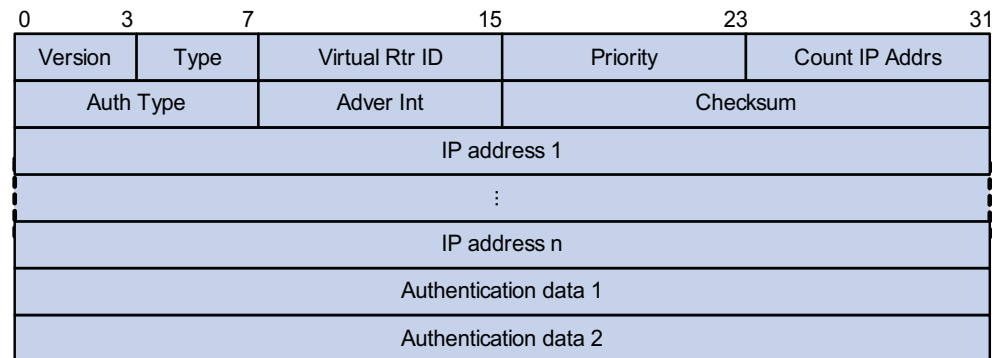 0 3 7 15 23 31
Version Type Virtual Rtr ID Priority Count IP Addrs
Auth Type Adver Int Checksum
IP address 1
⋮
IP address n
Authentication data 1
Authentication data 2